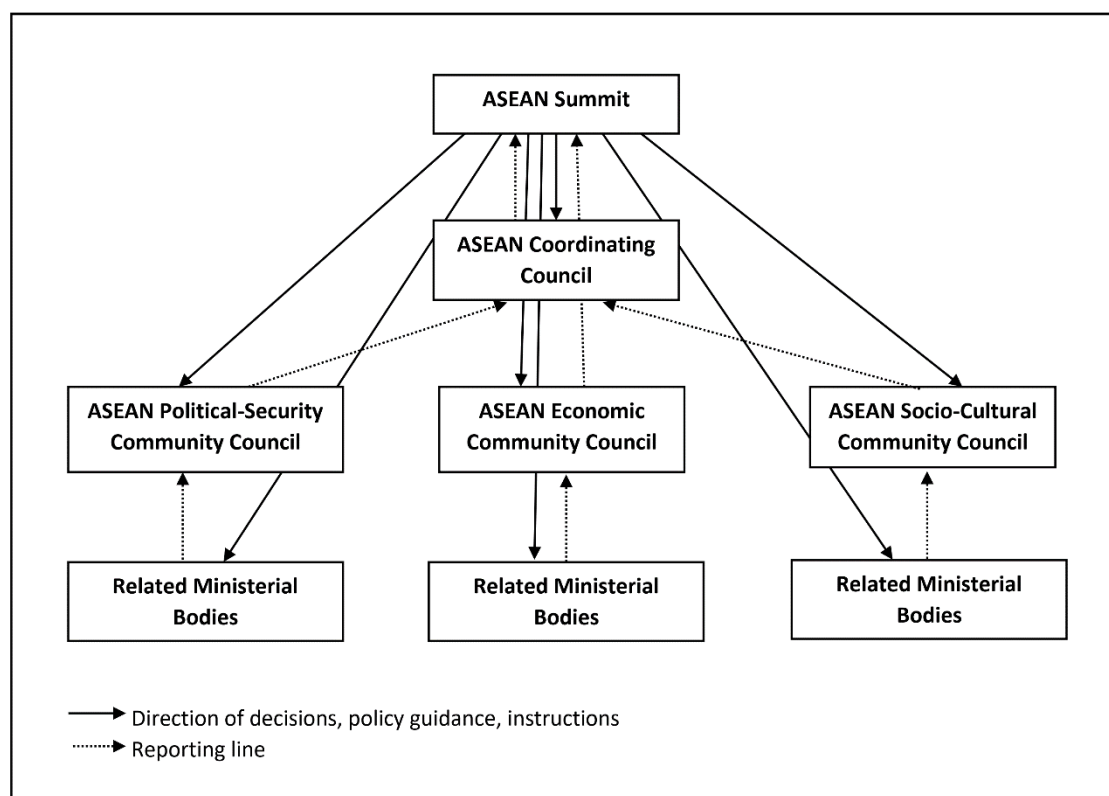 ASEAN Summit
ASEAN Coordinating
Council
ASEAN Political-Security
Community Council
ASEAN Economic
Community Council
ASEAN Socio-Cultural
Community Council
Related Ministerial
Bodies
Related Ministerial
Bodies
Related Ministerial
Bodies
Direction of decisions, policy guidance, instructions
Reporting line